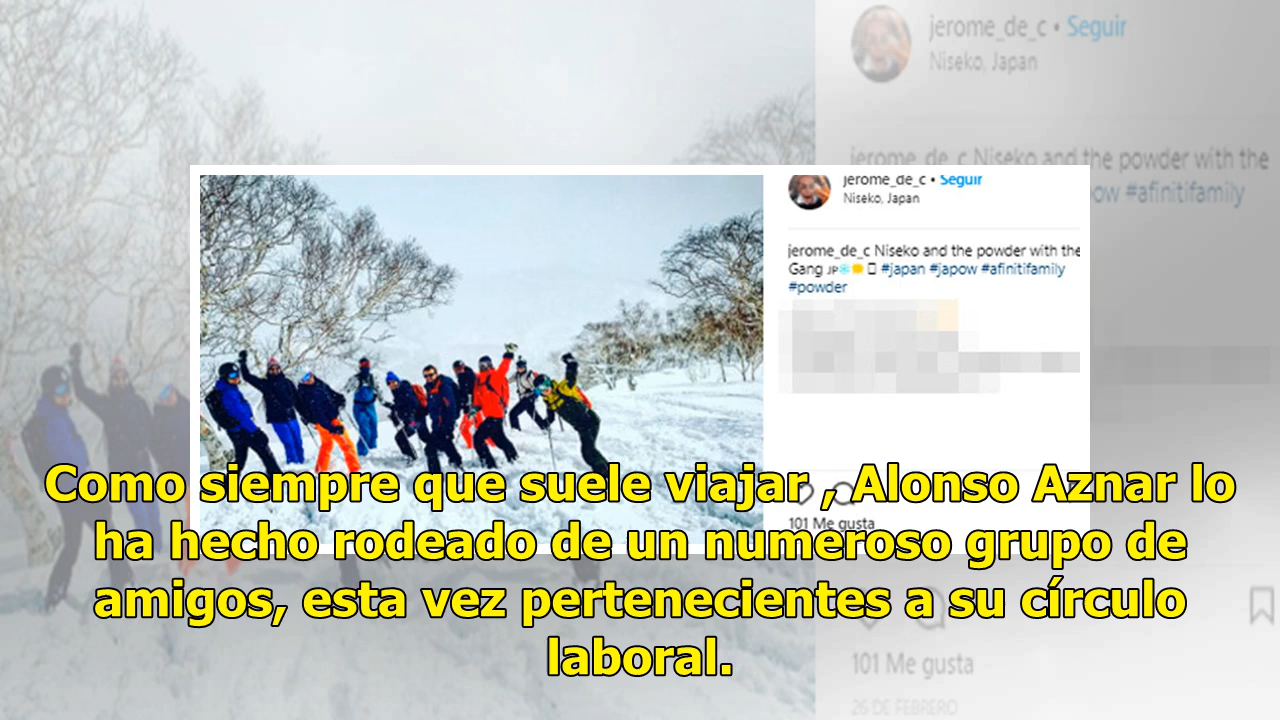 jerome_de_c • Seguir
Niseko, Japan
jerome_de_c Niseko and the powder with the
#afinitifamily
jerome_de_c • Seguir
Niseko, Japan
jerome_de_c Niseko and the powder with the
Gang JP #japan #japow #afinitifamily
#powder
101 Me gusta
Como siempre que suele viajar , Alonso Aznar lo
ha hecho rodeado de un numeroso grupo de
amigos, esta vez pertenecientes a su círculo
laboral.
101 Me gusta
26 DE FEBRERO